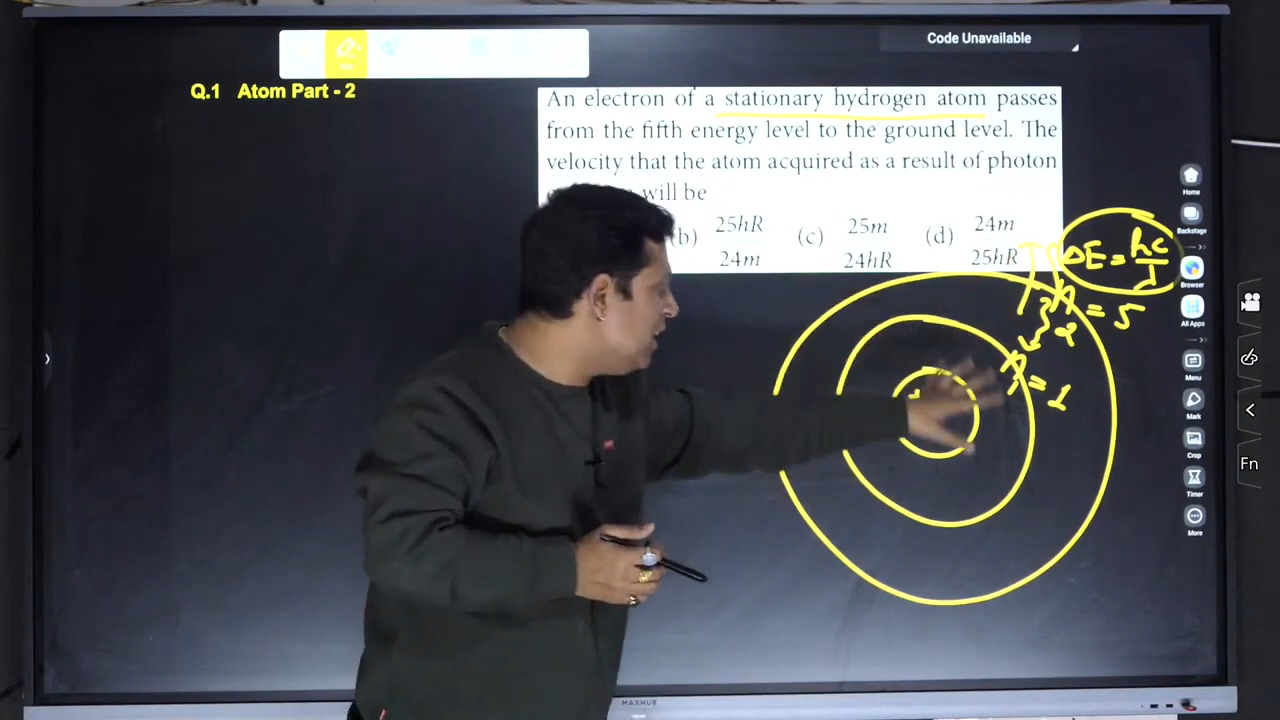 Code Unavailable
Q.1 Atom Part - 2
An electron of a stationary hydrogen atom passes
from the fifth energy level to the ground level. The
velocity that the atom acquired as a result of photon
will be
(b) 25hR
24m
(c) 25m
24hR
(d) 24m
25hR
ΔE = hc
λ
= 5
= 1
Home
Backstage
Browser
All Apps
Menu
Mark
Crop
Timer
More
Fn
MAXHUB